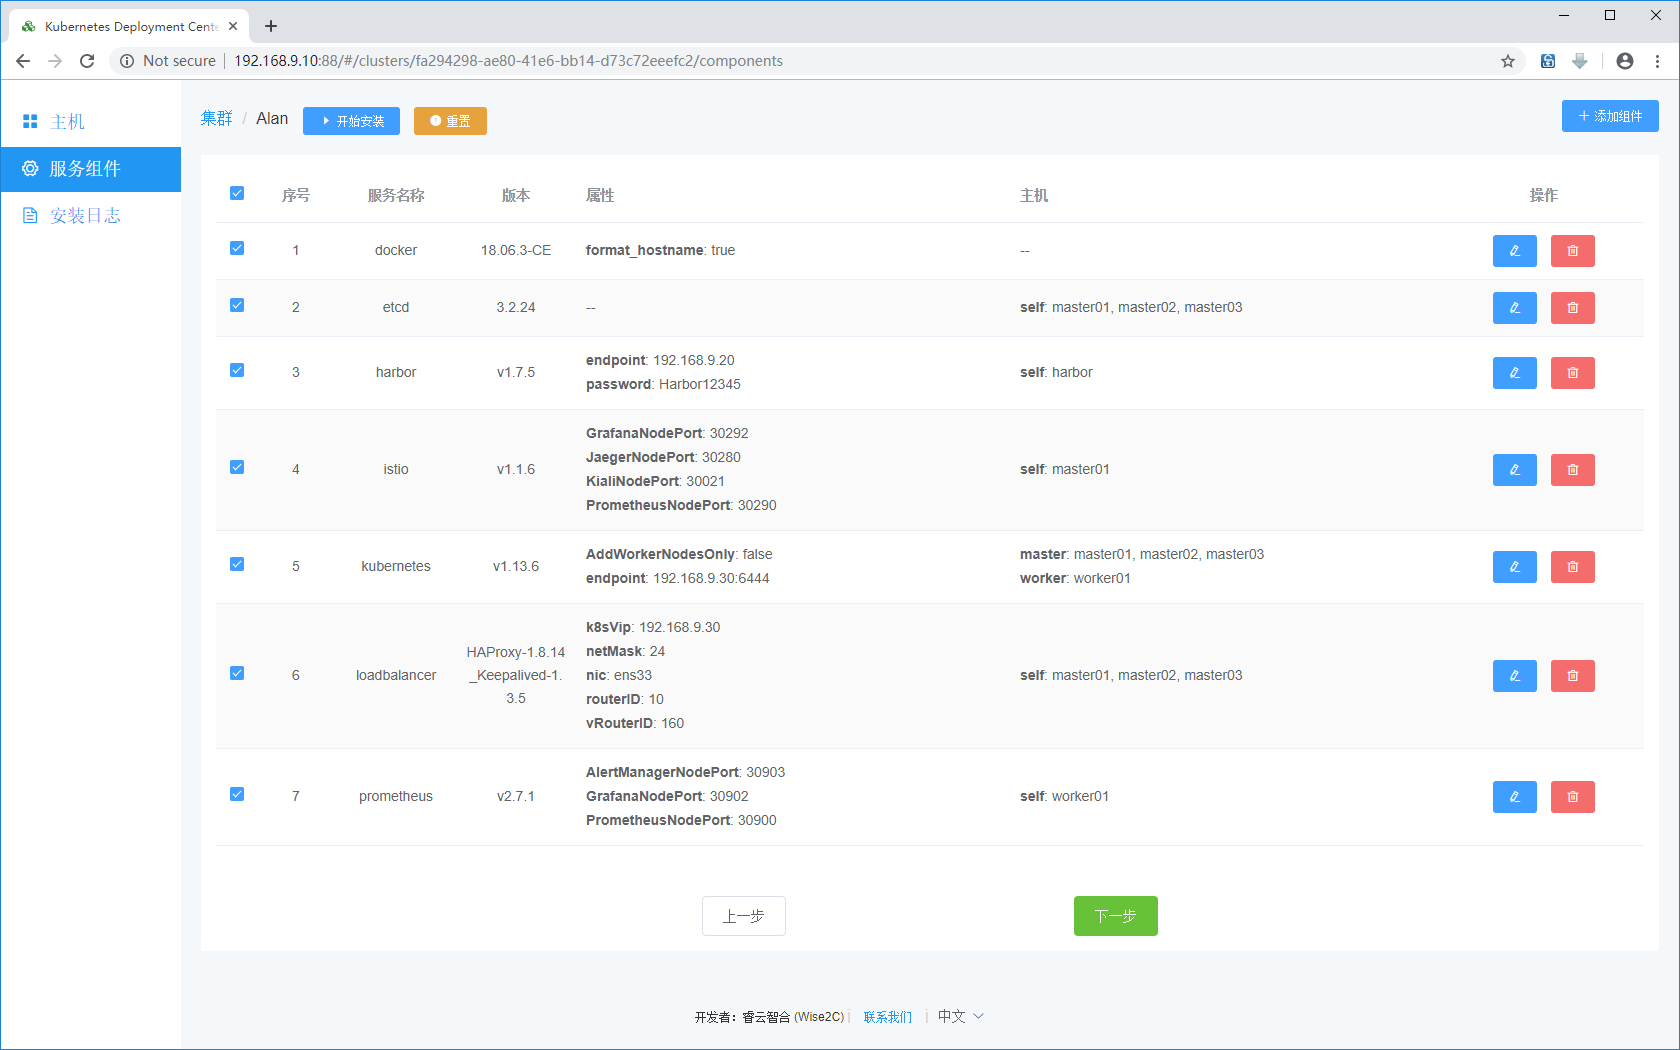 Kubernetes Deployment Cente
Not secure
192.168.9.10:88/#/clusters/fa294298-ae80-41e6-bb14-d73c72eeefc2/components
主机
服务组件
安装日志
集群 / Alan
开始安装
重置
添加组件
序号 服务名称 版本 属性 主机 操作
1 docker 18.06.3-CE format_hostname: true --
2 etcd 3.2.24 -- self: master01, master02, master03
3 harbor v1.7.5
endpoint: 192.168.9.20
password: Harbor12345
self: harbor
4 istio v1.1.6
GrafanaNodePort: 30292
JaegerNodePort: 30280
KialiNodePort: 30021
PrometheusNodePort: 30290
self: master01
5 kubernetes v1.13.6
AddWorkerNodesOnly: false
endpoint: 192.168.9.30:6444
master: master01, master02, master03
worker: worker01
6 loadbalancer
HAProxy-1.8.14
_Keepalived-1.
3.5
k8sVip: 192.168.9.30
netMask: 24
nic: ens33
routerID: 10
vRouterID: 160
self: master01, master02, master03
7 prometheus v2.7.1
AlertManagerNodePort: 30903
GrafanaNodePort: 30902
PrometheusNodePort: 30900
self: worker01
上一步
下一步
开发者：睿云智合 (Wise2C) | 联系我们 | 中文